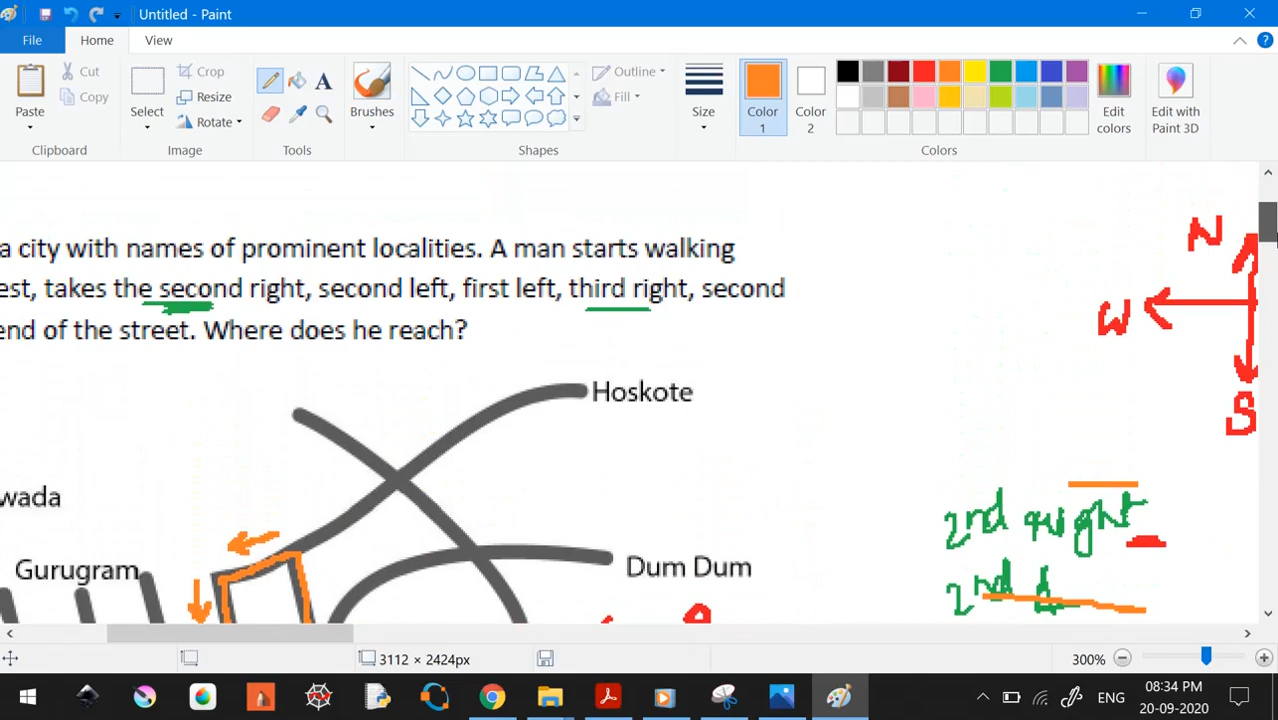 Untitled - Paint
File
Home
View
Paste
Cut
Copy
Clipboard
Select
Crop
Resize
Rotate
Image
A
Tools
Brushes
Shapes
Outline
Fill
Size
Color 1
Color 2
Colors
Edit colors
Edit with Paint 3D
a city with names of prominent localities. A man starts walking
est, takes the second right, second left, first left, third right, second
end of the street. Where does he reach?
N
W
S
Hoskote
wada
Gurugram
Dum Dum
2nd right
2nd
3112 × 2424px
300%
ENG
08:34 PM
20-09-2020